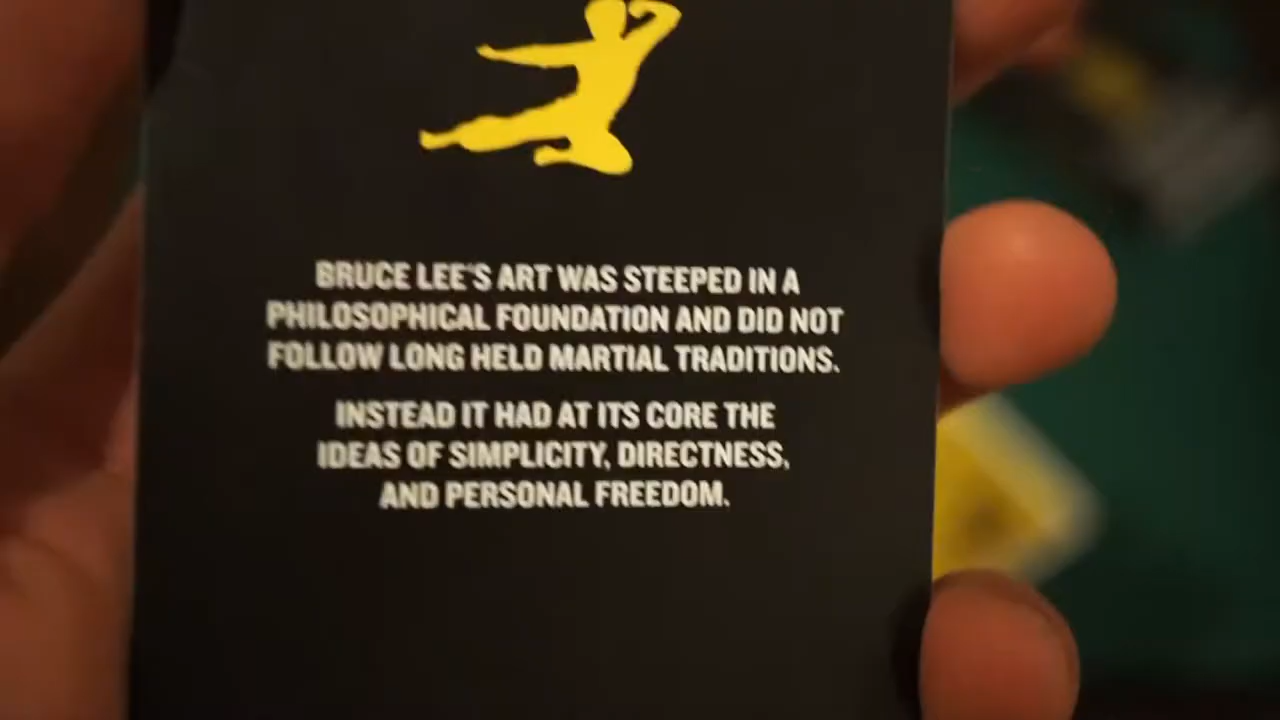 BRUCE LEE'S ART WAS STEEPED IN A
PHILOSOPHICAL FOUNDATION AND DID NOT
FOLLOW LONG HELD MARTIAL TRADITIONS.
INSTEAD IT HAD AT ITS CORE THE
IDEAS OF SIMPLICITY, DIRECTNESS,
AND PERSONAL FREEDOM.